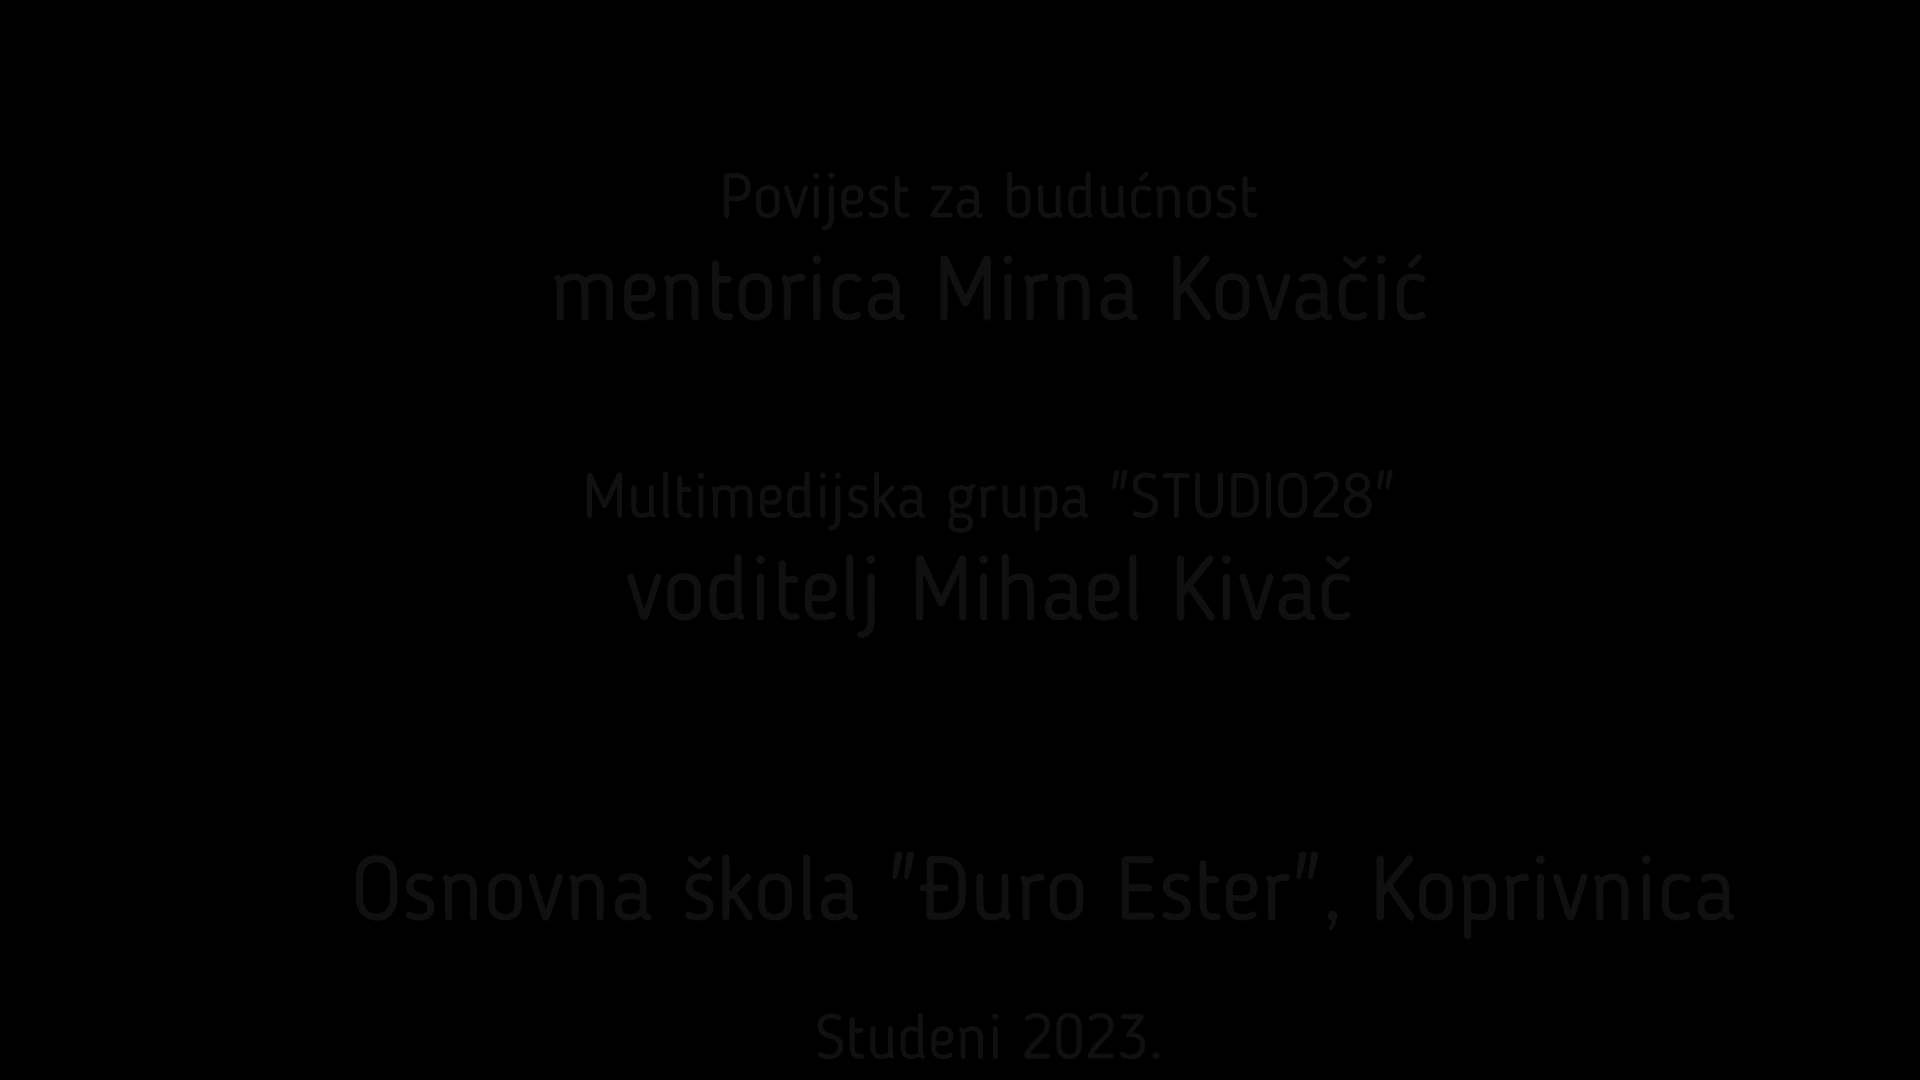 Povijest za budućnost
mentorica Mirna Kovačić
Multimedijska grupa "STUDIO28"
voditelj Mihael Kivač
Osnovna škola "Đuro Ester", Koprivnica
Studeni 2023.